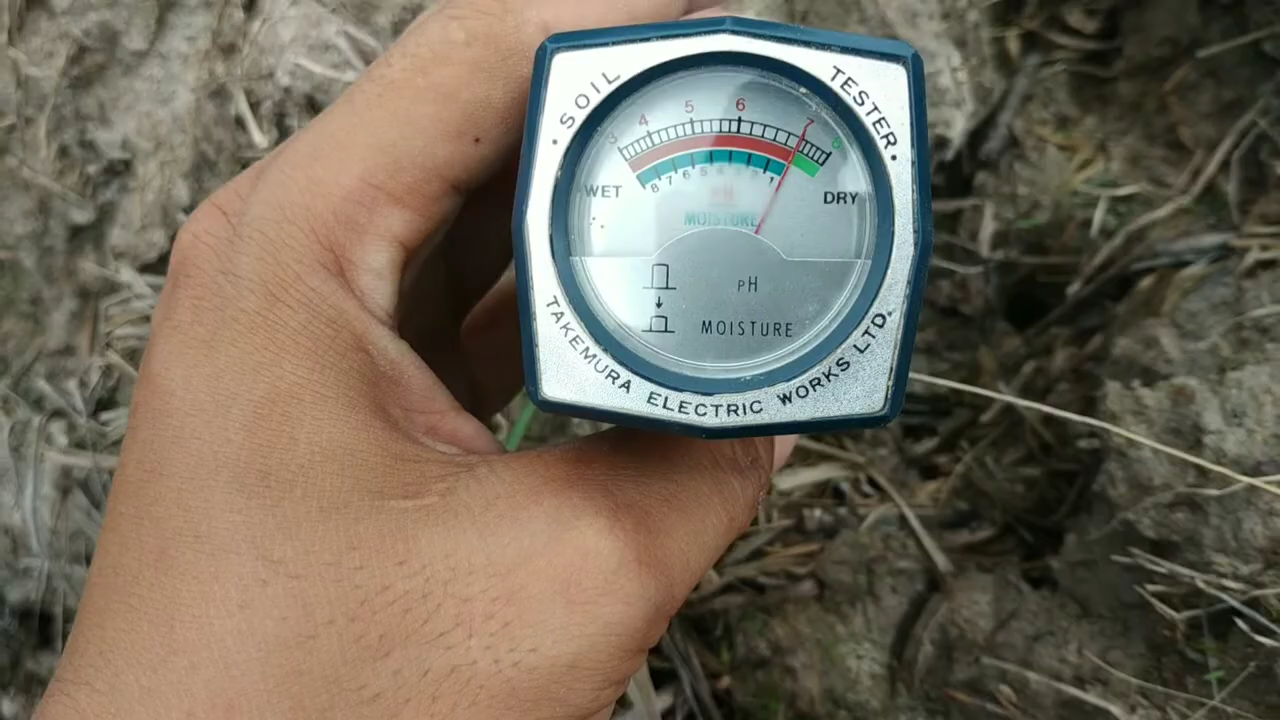 SOIL TESTER
3 4 5 6 7 8
8 7 6 5 4 2 1
WET
DRY
MOISTURE
pH
MOISTURE
TAKEMURA ELECTRIC WORKS LTD.